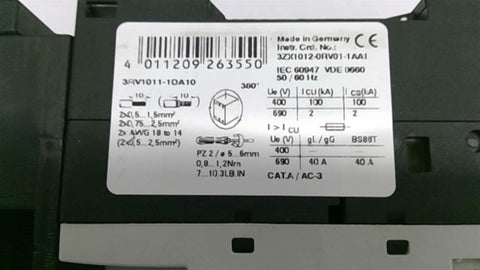 Made in Germany
Instr. Ord. No.:
3ZX1012-0RV01-1AA1
IEC 60947 VDE 0660
50 / 60 Hz
4 011209 263550
3RV1011-1DA10
360°
2x0,5...1,5mm²
2x0,75...2,5mm²
2x AWG 18 to 14
(2x0,5...2,5mm²)
PZ 2 / ø 5...6mm
0,8...1,2Nm
7...10.3LB.IN
Ue (V) ICU (kA) ICS (kA)
400 100 100
690 2 2
I > ICU
Ue (V) gL / gG BS88T
400 —
690 40 A 40 A
CAT.A / AC-3
CE